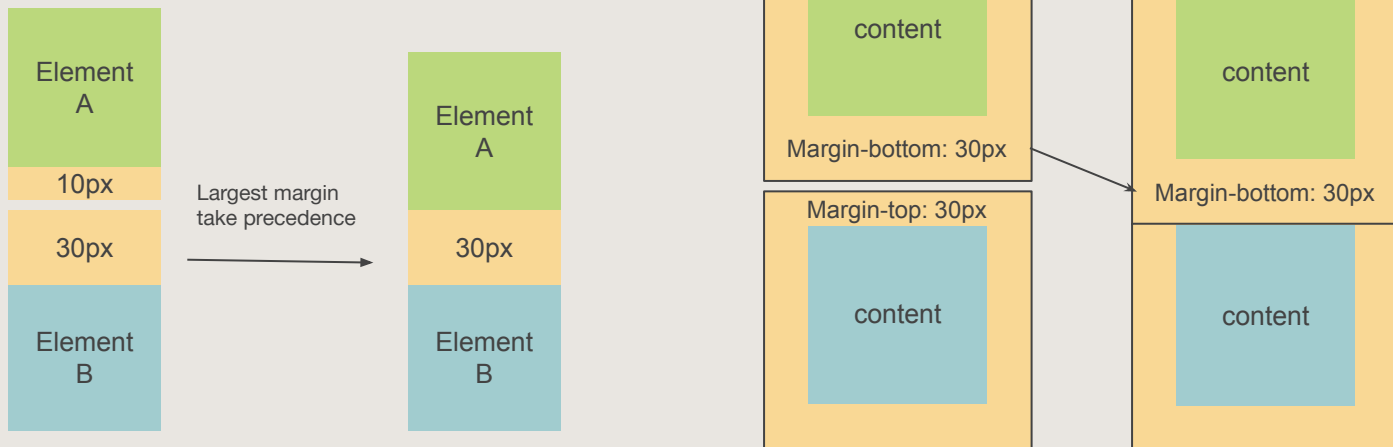 Element
A
10px
30px
Element
B
Largest margin
take precedence
Element
A
30px
Element
B
content
Margin-bottom: 30px
Margin-top: 30px
content
content
Margin-bottom: 30px
content